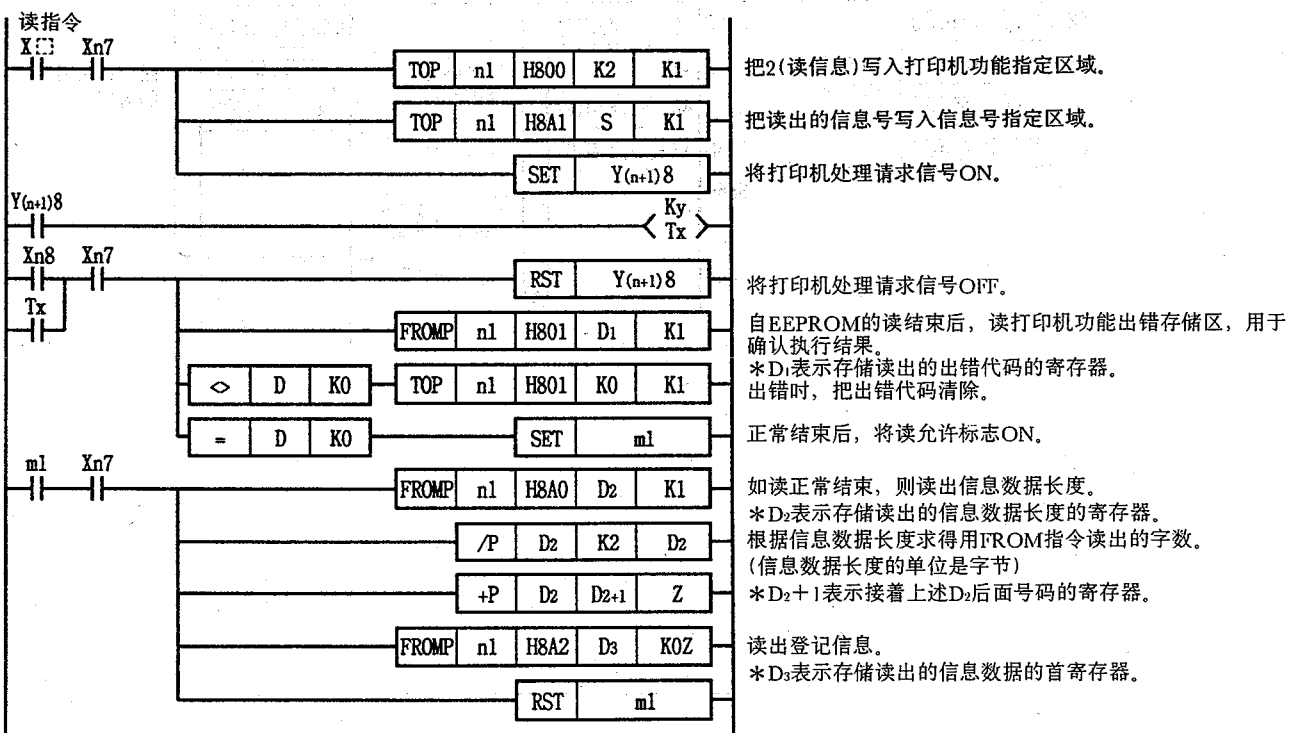 读指令
X Xn7
TOP n1 H800 K2 K1 把2(读信息)写入打印机功能指定区域。
TOP n1 H8A1 S K1 把读出的信息号写入信息号指定区域。
SET Y(n+1)8 将打印机处理请求信号ON。
Y(n+1)8
Ky
Tx
Xn8 Xn7
RST Y(n+1)8 将打印机处理请求信号OFF。
Tx
FROMP n1 H801 D1 K1 自EEPROM的读结束后，读打印机功能出错存储区，用于
确认执行结果。
＊D1表示存储读出的出错代码的寄存器。
<> D K0 TOP n1 H801 K0 K1 出错时，把出错代码清除。
= D K0 SET m1 正常结束后，将读允许标志ON。
m1 Xn7
FROMP n1 H8A0 D2 K1 如读正常结束，则读出信息数据长度。
＊D2表示存储读出的信息数据长度的寄存器。
/P D2 K2 D2 根据信息数据长度求得用FROM指令读出的字数。
(信息数据长度的单位是字节)
+P D2 D2+1 Z ＊D2＋1表示接着上述D2后面号码的寄存器。
FROMP n1 H8A2 D3 K0Z 读出登记信息。
＊D3表示存储读出的信息数据的首寄存器。
RST m1